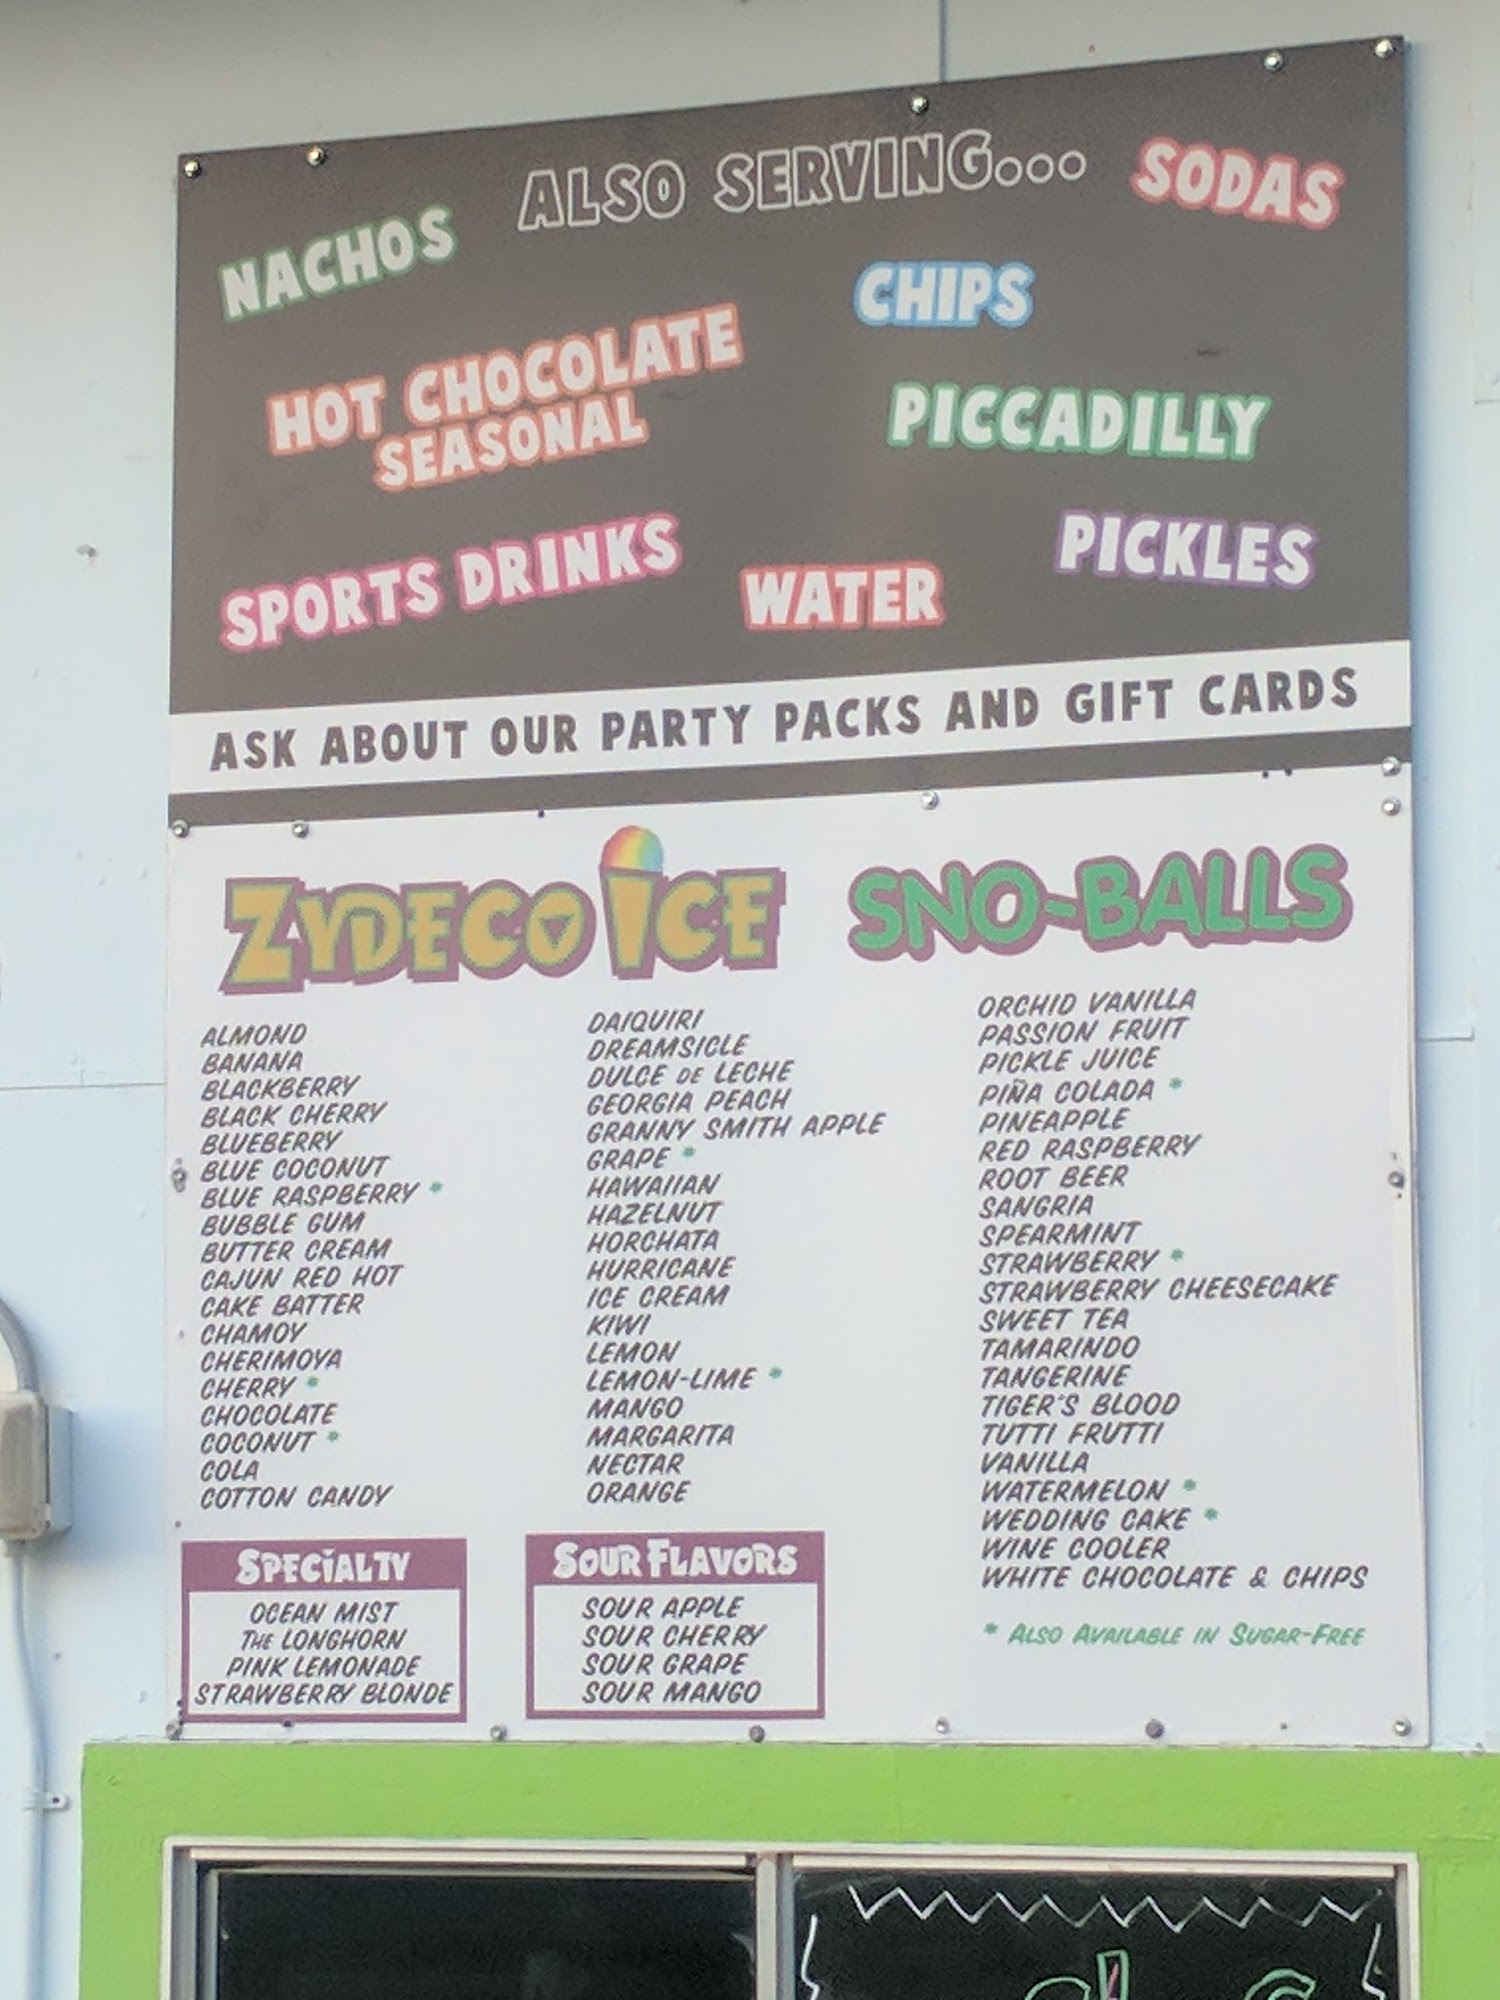 ALSO SERVING...
SODAS
NACHOS
CHIPS
HOT CHOCOLATE
SEASONAL
PICCADILLY
SPORTS DRINKS
WATER
PICKLES
ASK ABOUT OUR PARTY PACKS AND GIFT CARDS
ZYDECO ICE SNO-BALLS
ALMOND
BANANA
BLACKBERRY
BLACK CHERRY
BLUEBERRY
BLUE COCONUT
BLUE RASPBERRY *
BUBBLE GUM
BUTTER CREAM
CAJUN RED HOT
CAKE BATTER
CHAMOY
CHERIMOYA
CHERRY *
CHOCOLATE
COCONUT *
COLA
COTTON CANDY
DAIQUIRI
DREAMSICLE
DULCE DE LECHE
GEORGIA PEACH
GRANNY SMITH APPLE
GRAPE *
HAWAIIAN
HAZELNUT
HORCHATA
HURRICANE
ICE CREAM
KIWI
LEMON
LEMON-LIME *
MANGO
MARGARITA
NECTAR
ORANGE
ORCHID VANILLA
PASSION FRUIT
PICKLE JUICE
PIÑA COLADA *
PINEAPPLE
RED RASPBERRY
ROOT BEER
SANGRIA
SPEARMINT
STRAWBERRY *
STRAWBERRY CHEESECAKE
SWEET TEA
TAMARINDO
TANGERINE
TIGER'S BLOOD
TUTTI FRUTTI
VANILLA
WATERMELON *
WEDDING CAKE *
WINE COOLER
WHITE CHOCOLATE & CHIPS
* ALSO AVAILABLE IN SUGAR-FREE
SPECIALTY
OCEAN MIST
THE LONGHORN
PINK LEMONADE
STRAWBERRY BLONDE
SOUR FLAVORS
SOUR APPLE
SOUR CHERRY
SOUR GRAPE
SOUR MANGO